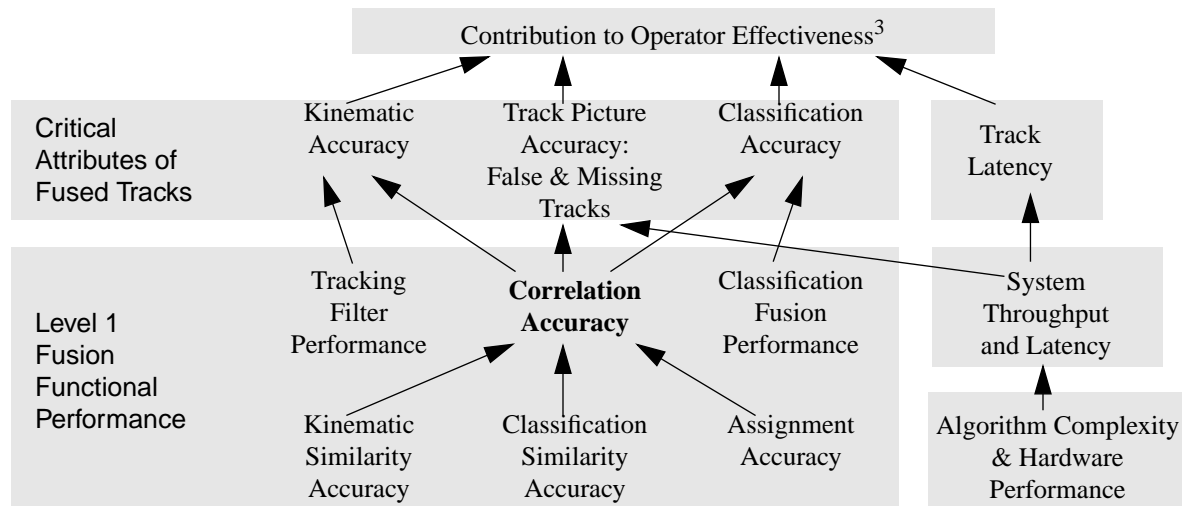 Contribution to Operator Effectiveness3
Critical
Attributes of
Fused Tracks
Kinematic
Accuracy
Track Picture
Accuracy:
False & Missing
Tracks
Classification
Accuracy
Track
Latency
Level 1
Fusion
Functional
Performance
Tracking
Filter
Performance
Correlation
Accuracy
Classification
Fusion
Performance
System
Throughput
and Latency
Kinematic
Similarity
Accuracy
Classification
Similarity
Accuracy
Assignment
Accuracy
Algorithm Complexity
& Hardware
Performance